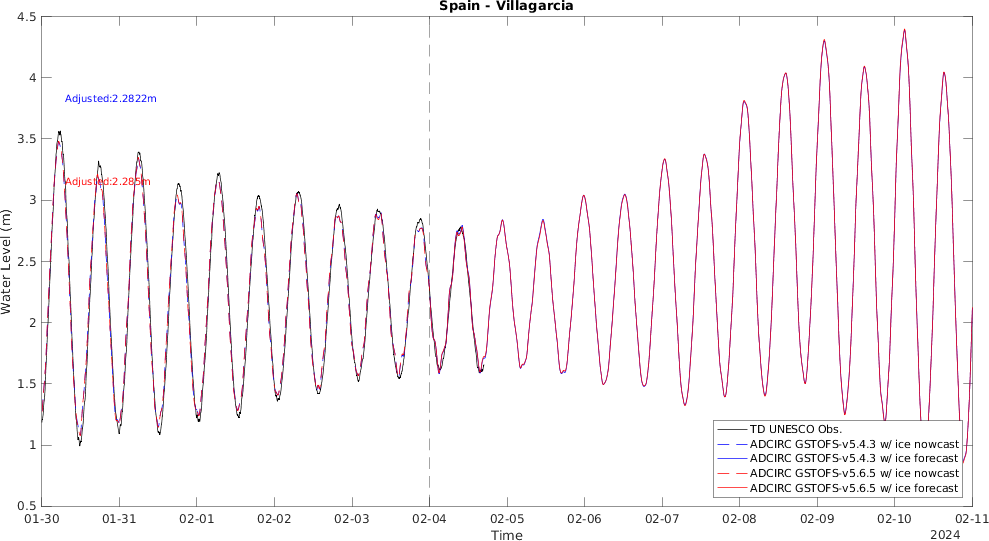 Spain - Villagarcia
4.5
4
3.5
3
2.5
2
1.5
1
0.5
Water Level (m)
Adjusted:2.2822m
Adjusted:2.285m
TD UNESCO Obs.
ADCIRC GSTOFS-v5.4.3 w/ ice nowcast
ADCIRC GSTOFS-v5.4.3 w/ ice forecast
ADCIRC GSTOFS-v5.6.5 w/ ice nowcast
ADCIRC GSTOFS-v5.6.5 w/ ice forecast
01-30 01-31 02-01 02-02 02-03 02-04 02-05 02-06 02-07 02-08 02-09 02-10 02-11
Time
2024